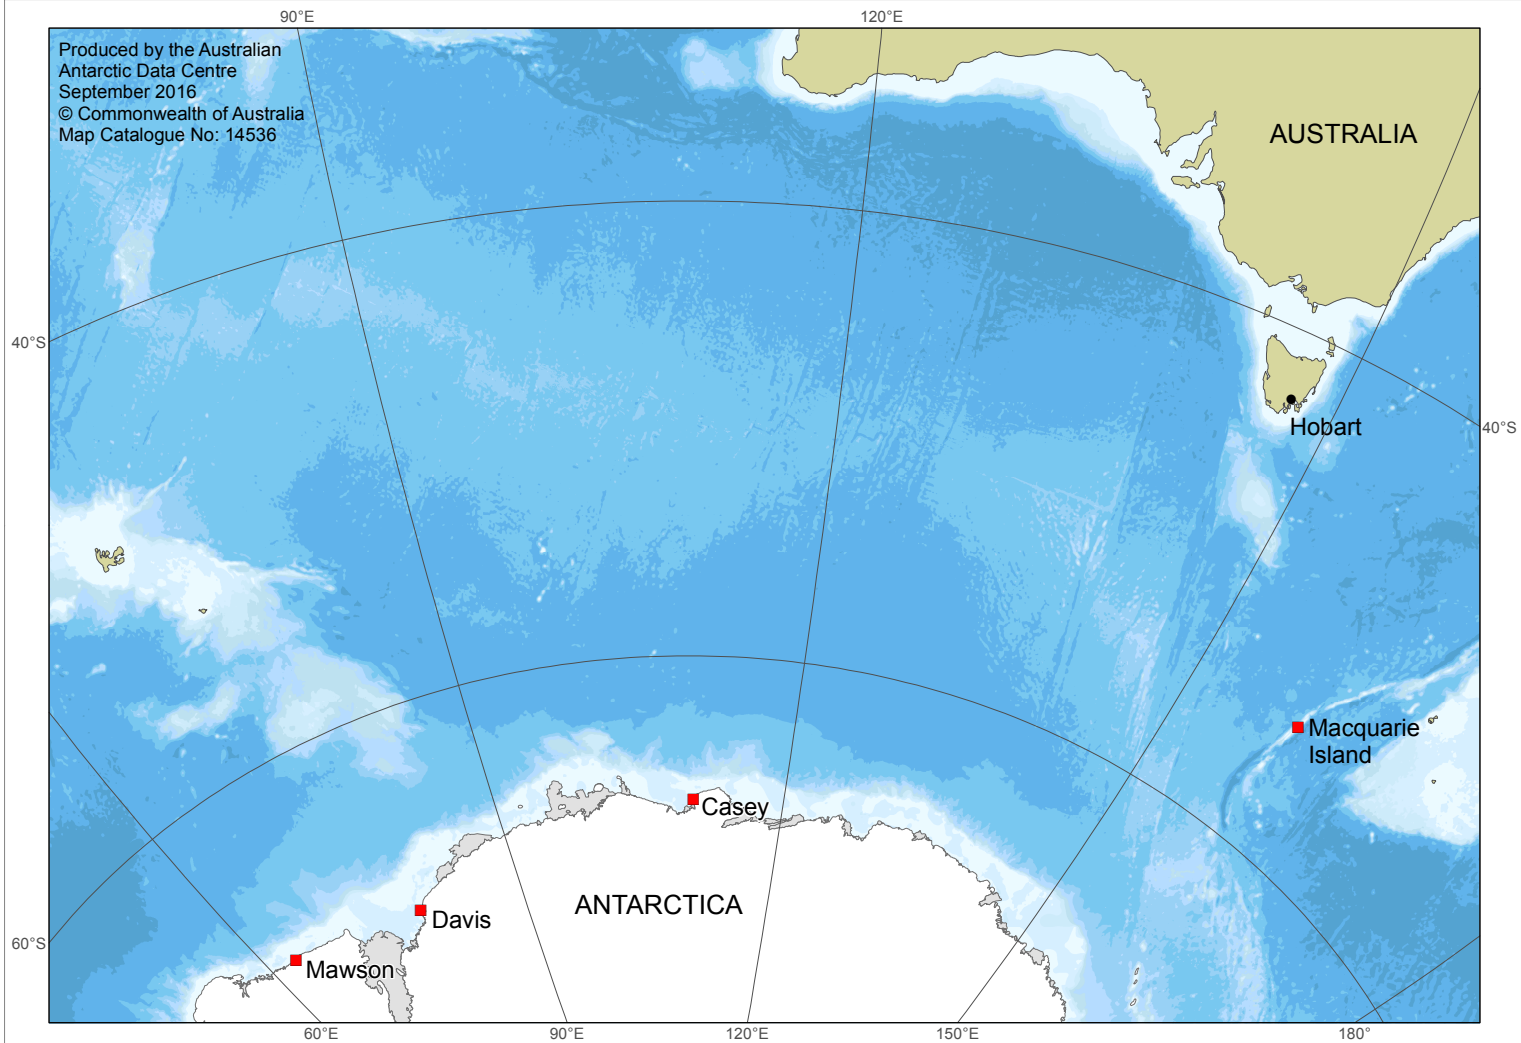 90°E
120°E
Produced by the Australian
Antarctic Data Centre
September 2016
© Commonwealth of Australia
Map Catalogue No: 14536
AUSTRALIA
40°S
Hobart
40°S
Macquarie
Island
Casey
ANTARCTICA
Davis
60°S
Mawson
60°E
90°E
120°E
150°E
180°